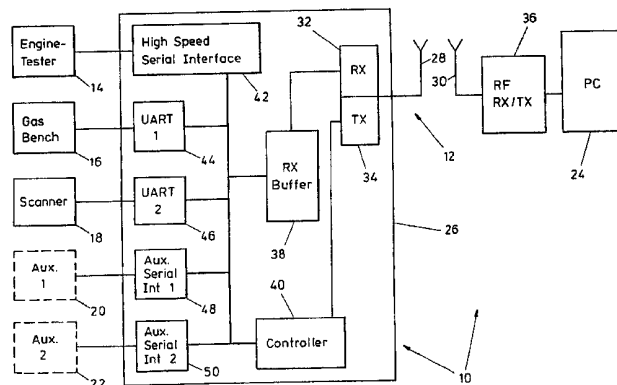 Engine-
Tester
14
High Speed
Serial Interface
42
32
RX
TX
34
28
30
12
36
RF
RX/TX
PC
24
Gas
Bench
16
UART
1
44
RX
Buffer
38
26
Scanner
18
UART
2
46
Aux.
1
20
Aux.
Serial
Int 1
48
40
Controller
Aux.
2
22
Aux.
Serial
Int 2
50
10